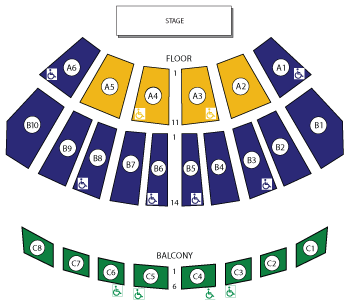 STAGE
FLOOR
A6 A5 A4 1 A3 A2 A1
11
B10 B9 B8 B7 B6 1 B5 B4 B3 B2 B1
14
BALCONY
C8 C7 C6 C5 1 C4 C3 C2 C1
6